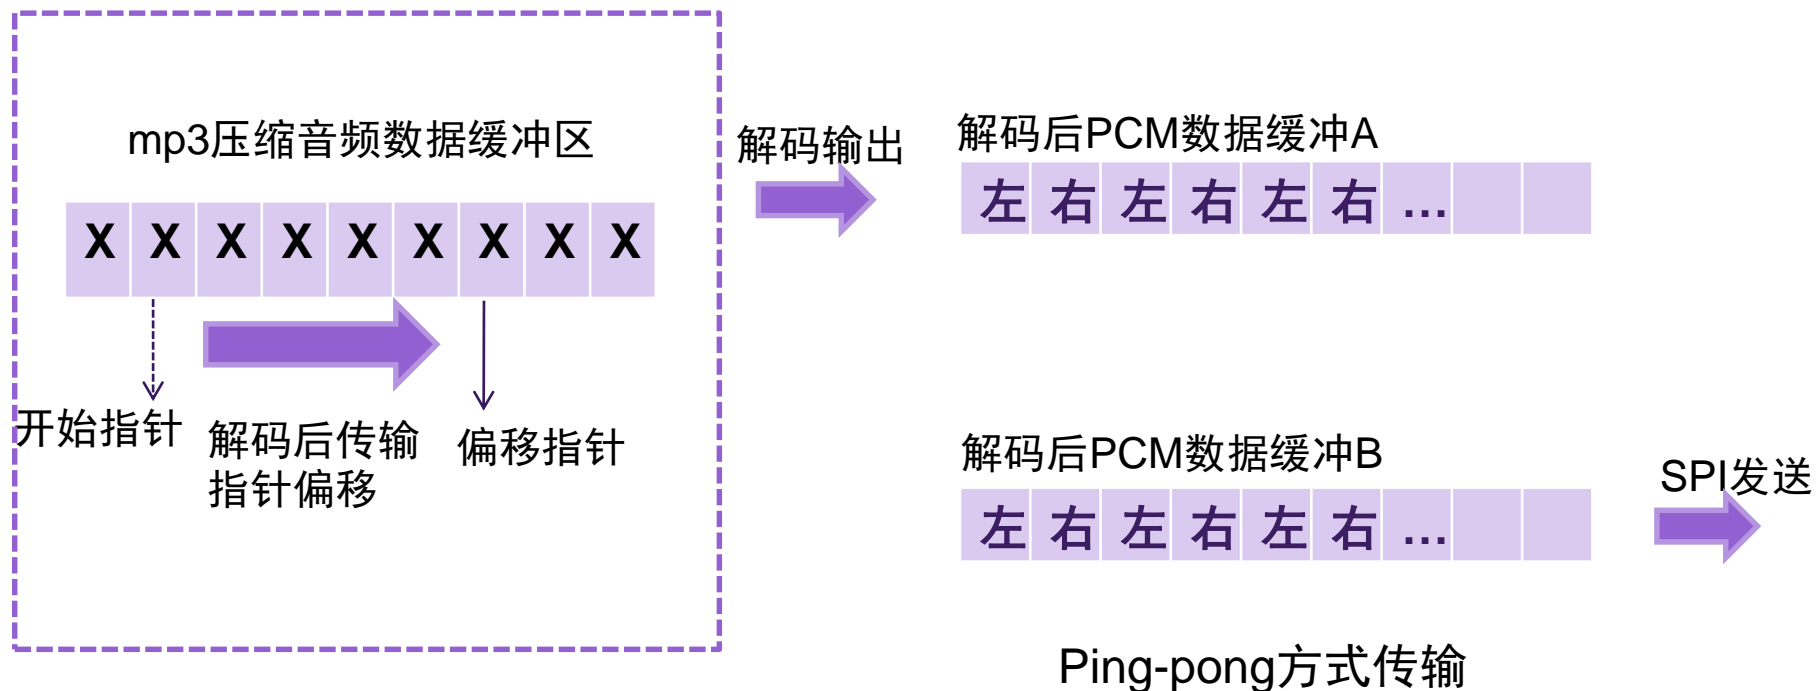 mp3压缩音频数据缓冲区
X X X X X X X X X
开始指针
解码后传输
指针偏移
偏移指针
解码输出
解码后PCM数据缓冲A
左 右 左 右 左 右 ...
解码后PCM数据缓冲B
左 右 左 右 左 右 ...
SPI发送
Ping-pong方式传输